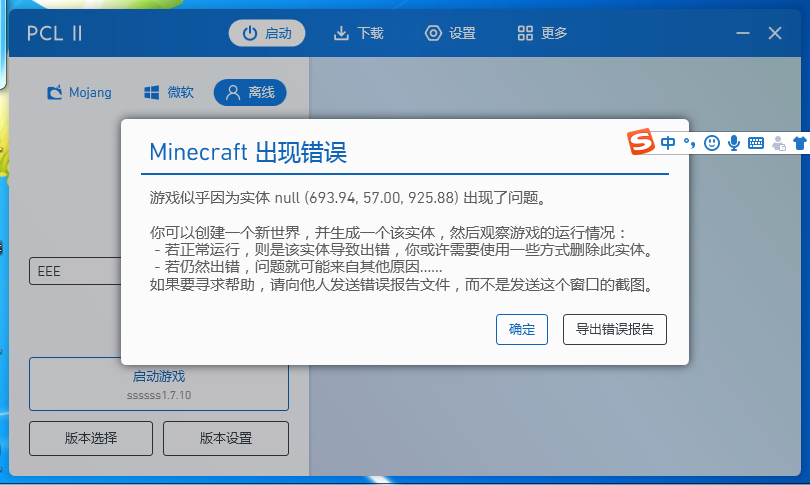 PCL II
启动
下载
设置
更多
Mojang
微软
离线
中
Minecraft 出现错误
游戏似乎因为实体 null (693.94, 57.00, 925.88) 出现了问题。
你可以创建一个新世界，并生成一个该实体，然后观察游戏的运行情况：
- 若正常运行，则是该实体导致出错，你或许需要使用一些方式删除此实体。
- 若仍然出错，问题就可能来自其他原因……
如果要寻求帮助，请向他人发送错误报告文件，而不是发送这个窗口的截图。
EEE
确定
导出错误报告
启动游戏
ssssss1.7.10
版本选择
版本设置